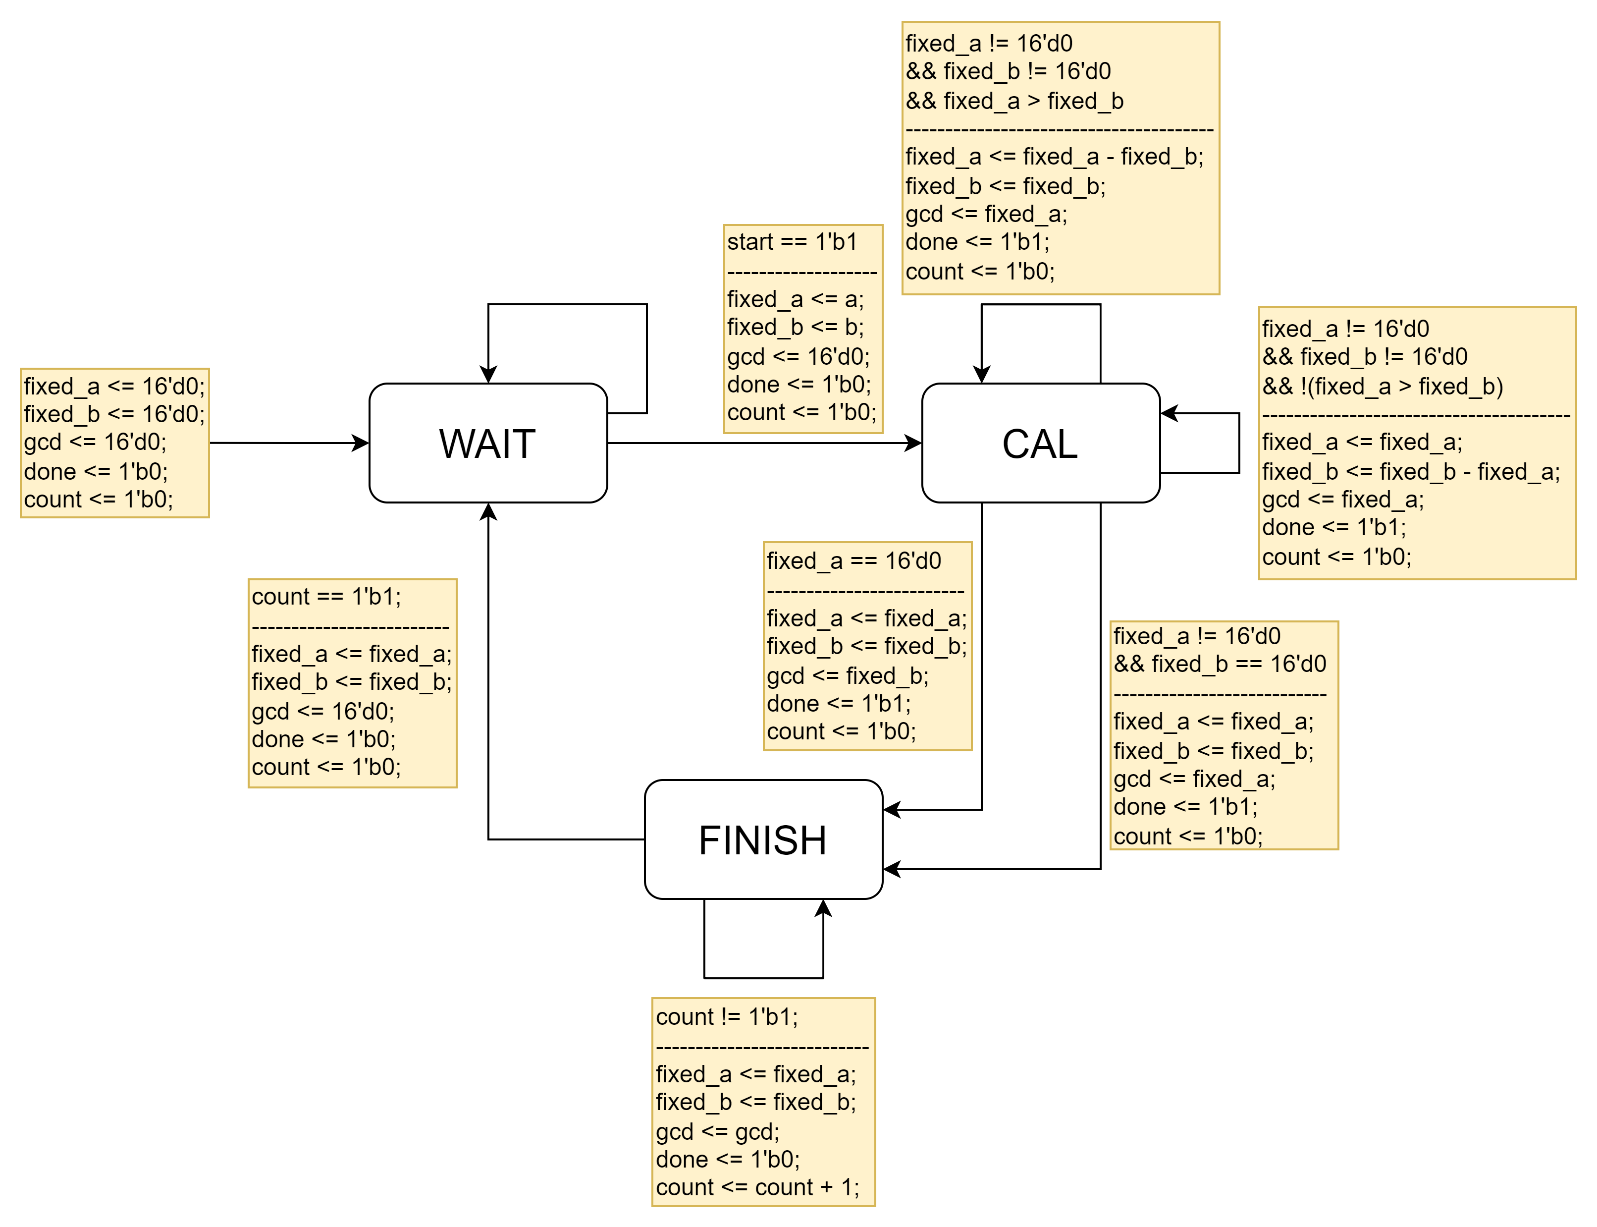 fixed_a != 16'd0
&& fixed_b != 16'd0
&& fixed_a > fixed_b
---------------------------------------
fixed_a <= fixed_a - fixed_b;
fixed_b <= fixed_b;
gcd <= fixed_a;
done <= 1'b1;
count <= 1'b0;
start == 1'b1
-------------------
fixed_a <= a;
fixed_b <= b;
gcd <= 16'd0;
done <= 1'b0;
count <= 1'b0;
fixed_a != 16'd0
&& fixed_b != 16'd0
&& !(fixed_a > fixed_b)
---------------------------------------
fixed_a <= fixed_a;
fixed_b <= fixed_b - fixed_a;
gcd <= fixed_a;
done <= 1'b1;
count <= 1'b0;
fixed_a <= 16'd0;
fixed_b <= 16'd0;
gcd <= 16'd0;
done <= 1'b0;
count <= 1'b0;
WAIT
CAL
fixed_a == 16'd0
-------------------------
fixed_a <= fixed_a;
fixed_b <= fixed_b;
gcd <= fixed_b;
done <= 1'b1;
count <= 1'b0;
count == 1'b1;
-------------------------
fixed_a <= fixed_a;
fixed_b <= fixed_b;
gcd <= 16'd0;
done <= 1'b0;
count <= 1'b0;
fixed_a != 16'd0
&& fixed_b == 16'd0
---------------------------
fixed_a <= fixed_a;
fixed_b <= fixed_b;
gcd <= fixed_a;
done <= 1'b1;
count <= 1'b0;
FINISH
count != 1'b1;
---------------------------
fixed_a <= fixed_a;
fixed_b <= fixed_b;
gcd <= gcd;
done <= 1'b0;
count <= count + 1;